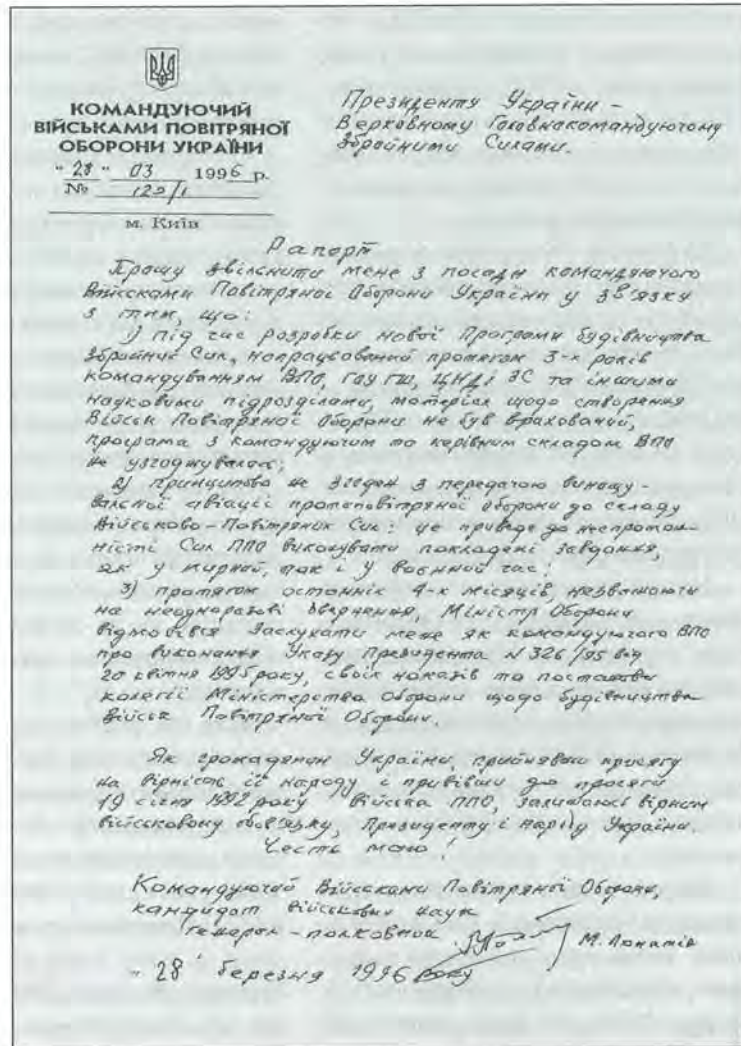 КОМАНДУЮЧИЙ
ВІЙСЬКАМИ ПОВІТРЯНОЇ
ОБОРОНИ УКРАЇНИ
"28" 03 1996 р.
№ 122/1
м. Київ
Президенту України –
Верховному Головнокомандуючому
Збройними Силами.
Рапорт
Прошу звільнити мене з посади командуючого
Військами Повітряної Оборони України у зв'язку
з тим, що:
1) під час розробки нової Програми будівництва
Збройних Сил, напрацьований протягом 3-х років
командуванням ВПО, ГОУ ГШ, ЦНДІ ЗС та іншими
науковими підрозділами, матеріал щодо створення
Військ Повітряної Оборони не був врахований,
програма з командуючим та керівним складом ВПО
не узгоджувалась;
2) принципово не згоден з передачою винищу-
вальної авіації протиповітряної оборони до складу
Військово-Повітряних Сил: це приведе до неспромож-
ністі Сил ППО виконувати покладені завдання,
як у мирний, так і у воєнний час;
3) протягом останніх 4-х місяців, незважаючи
на неодноразові звернення, Міністр Оборони
відмовився заслухати мене як командуючого ВПО
про виконання Указу Президента N 326/95 від
20 квітня 1995 року, своїх наказів та постанови
колегії Міністерства Оборони щодо будівництва
Військ Повітряної Оборони.
Як громадянин України, прийнявши присягу
на вірність її народу і привівши до присяги
19 січня 1992 року Війська ППО, залишаюсь вірним
військовому обов'язку, Президенту і народу України.
Честь маю!
Командуючий Військами Повітряної Оборони,
кандидат військових наук
генерал-полковник М. Лопатін
"28" березня 1996 року